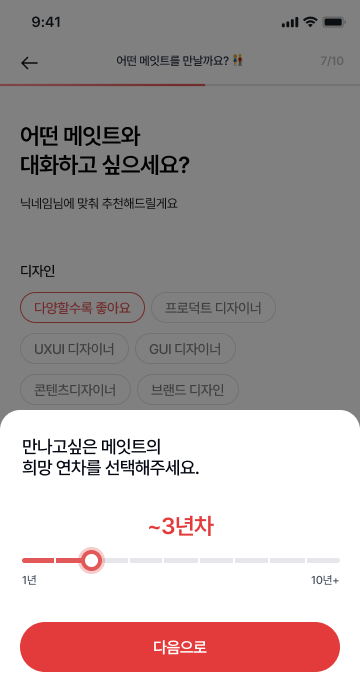 9:41
어떤 메잇트를 만날까요? 👯
7/10
어떤 메잇트와
대화하고 싶으세요?
닉네임님에 맞춰 추천해드릴게요
디자인
다양할수록 좋아요
프로덕트 디자이너
UXUI 디자이너
GUI 디자이너
콘텐츠디자이너
브랜드 디자인
만나고싶은 메잇트의
희망 연차를 선택해주세요.
~3년차
1년
10년+
다음으로